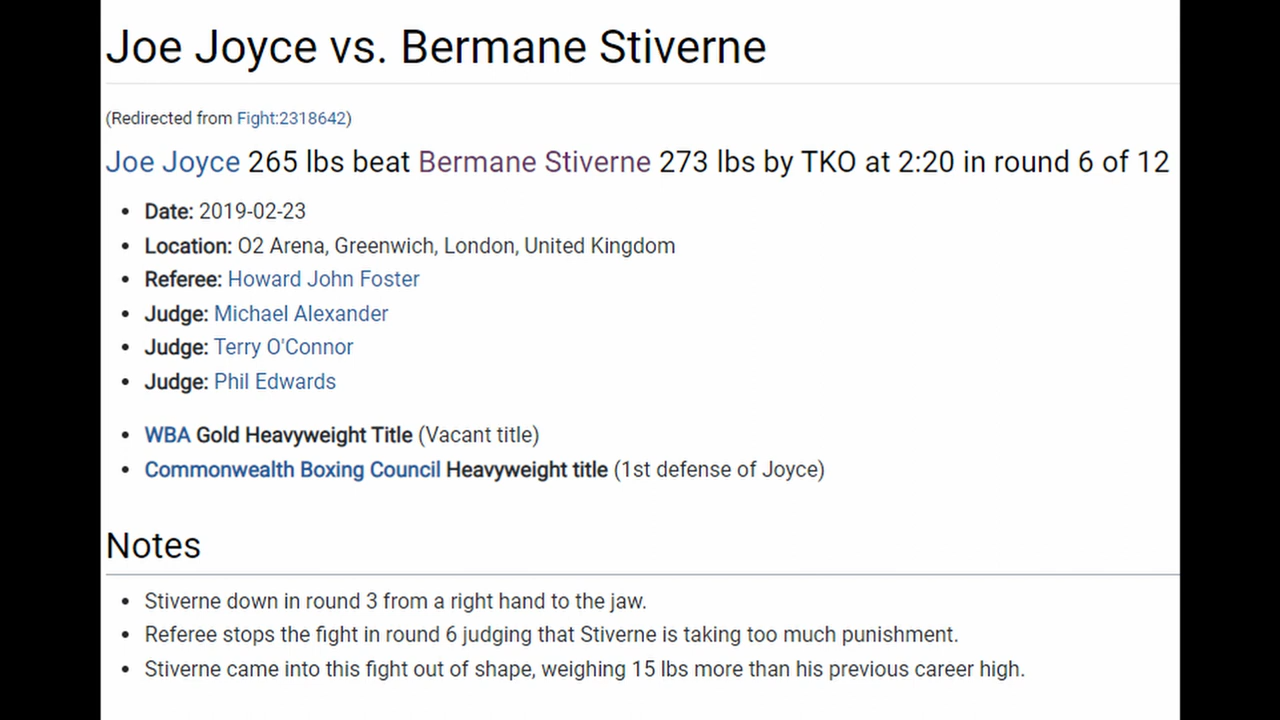 Joe Joyce vs. Bermane Stiverne
(Redirected from Fight:2318642)
Joe Joyce 265 lbs beat Bermane Stiverne 273 lbs by TKO at 2:20 in round 6 of 12
• Date: 2019-02-23
• Location: O2 Arena, Greenwich, London, United Kingdom
• Referee: Howard John Foster
• Judge: Michael Alexander
• Judge: Terry O'Connor
• Judge: Phil Edwards
• WBA Gold Heavyweight Title (Vacant title)
• Commonwealth Boxing Council Heavyweight title (1st defense of Joyce)
Notes
• Stiverne down in round 3 from a right hand to the jaw.
• Referee stops the fight in round 6 judging that Stiverne is taking too much punishment.
• Stiverne came into this fight out of shape, weighing 15 lbs more than his previous career high.